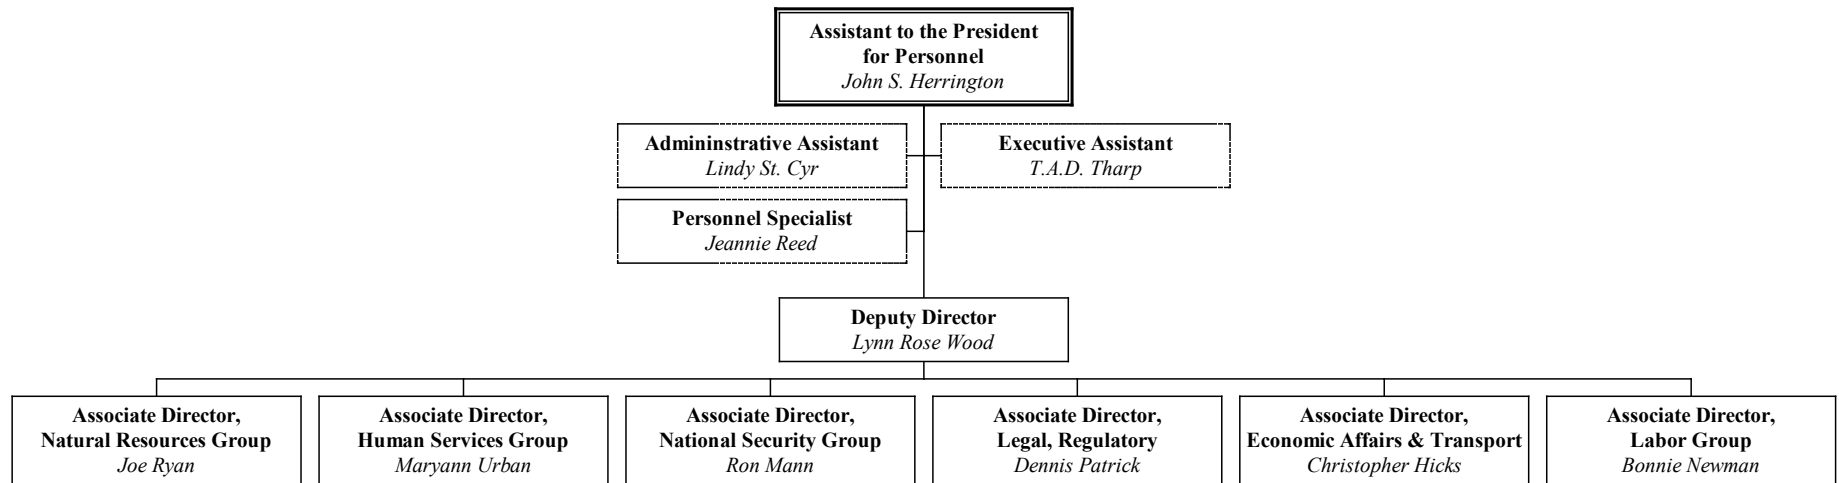 Assistant to the President
for Personnel
John S. Herrington
Admininstrative Assistant
Lindy St. Cyr
Executive Assistant
T.A.D. Tharp
Personnel Specialist
Jeannie Reed
Deputy Director
Lynn Rose Wood
Associate Director,
Natural Resources Group
Joe Ryan
Associate Director,
Human Services Group
Maryann Urban
Associate Director,
National Security Group
Ron Mann
Associate Director,
Legal, Regulatory
Dennis Patrick
Associate Director,
Economic Affairs & Transport
Christopher Hicks
Associate Director,
Labor Group
Bonnie Newman